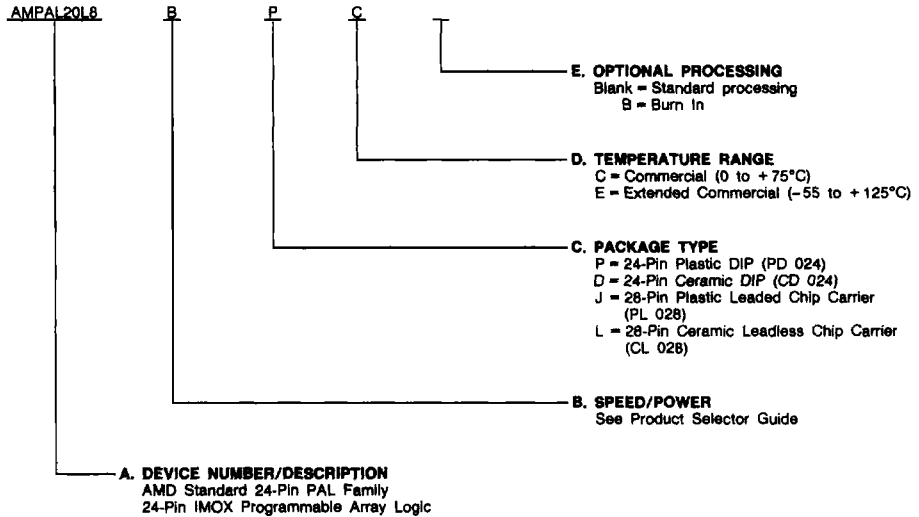 AMPAL20L8 B P C
E. OPTIONAL PROCESSING
Blank = Standard processing
B = Burn In
D. TEMPERATURE RANGE
C = Commercial (0 to +75°C)
E = Extended Commercial (-55 to +125°C)
C. PACKAGE TYPE
P = 24-Pin Plastic DIP (PD 024)
D = 24-Pin Ceramic DIP (CD 024)
J = 28-Pin Plastic Leaded Chip Carrier
(PL 028)
L = 28-Pin Ceramic Leadless Chip Carrier
(CL 028)
B. SPEED/POWER
See Product Selector Guide
A. DEVICE NUMBER/DESCRIPTION
AMD Standard 24-Pin PAL Family
24-Pin IMOX Programmable Array Logic